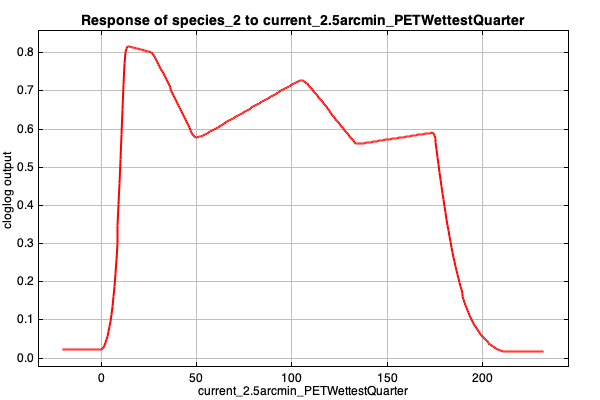 Response of species_2 to current_2.5arcmin_PETWettestQuarter
0.8
0.7
0.6
0.5
0.4
0.3
0.2
0.1
0.0
cloglog output
0 50 100 150 200
current_2.5arcmin_PETWettestQuarter